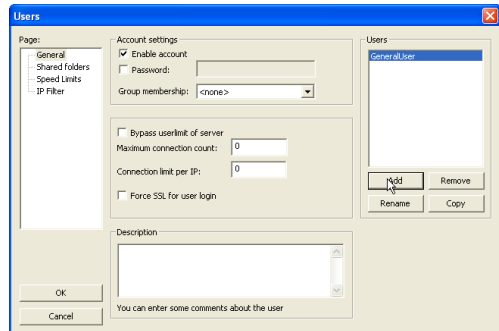 Users
Page:
General
Shared folders
Speed Limits
IP Filter
OK
Cancel
Account settings
Enable account
Password:
Group membership: <none>
Bypass userlimit of server
Maximum connection count: 0
Connection limit per IP: 0
Force SSL for user login
Description
You can enter some comments about the user
Users
GeneralUser
Add Remove
Rename Copy